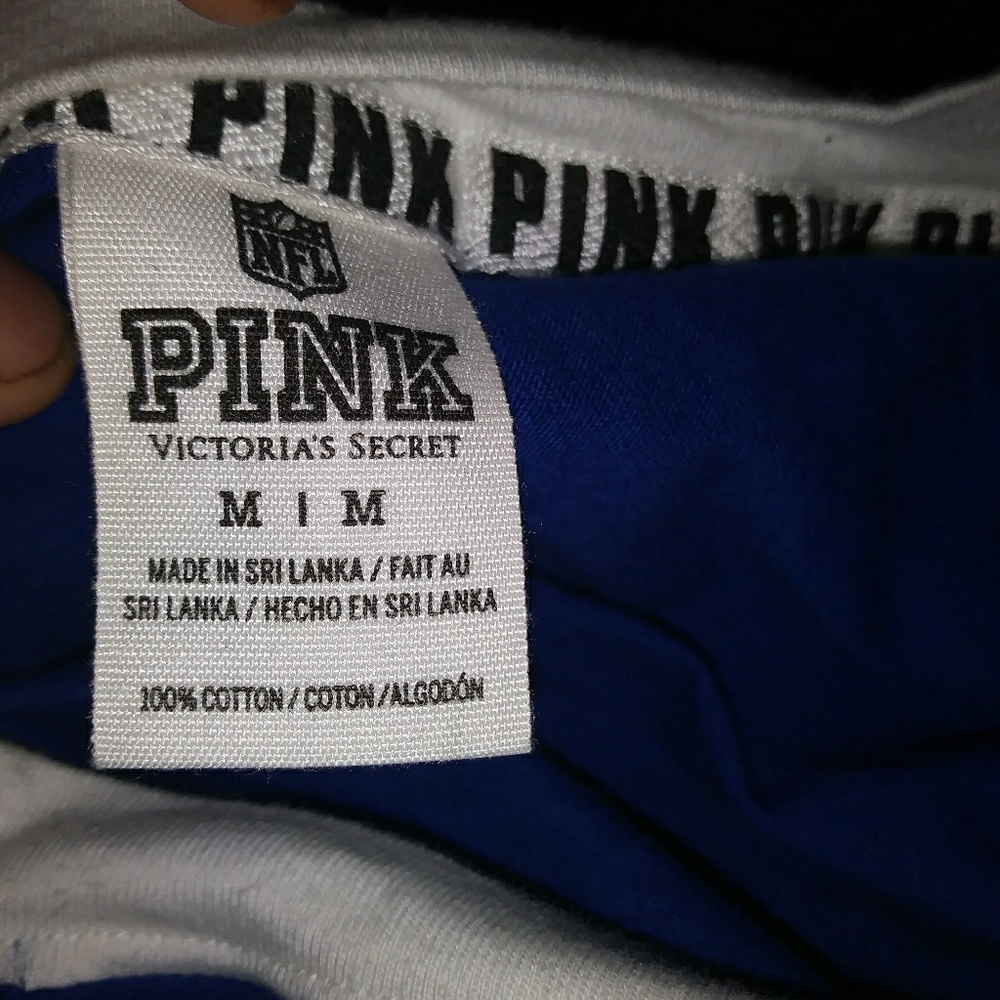 PINK PINK PINK
NFL
PINK
VICTORIA'S SECRET
M | M
MADE IN SRI LANKA / FAIT AU
SRI LANKA / HECHO EN SRI LANKA
100% COTTON / COTON /ALGODÓN